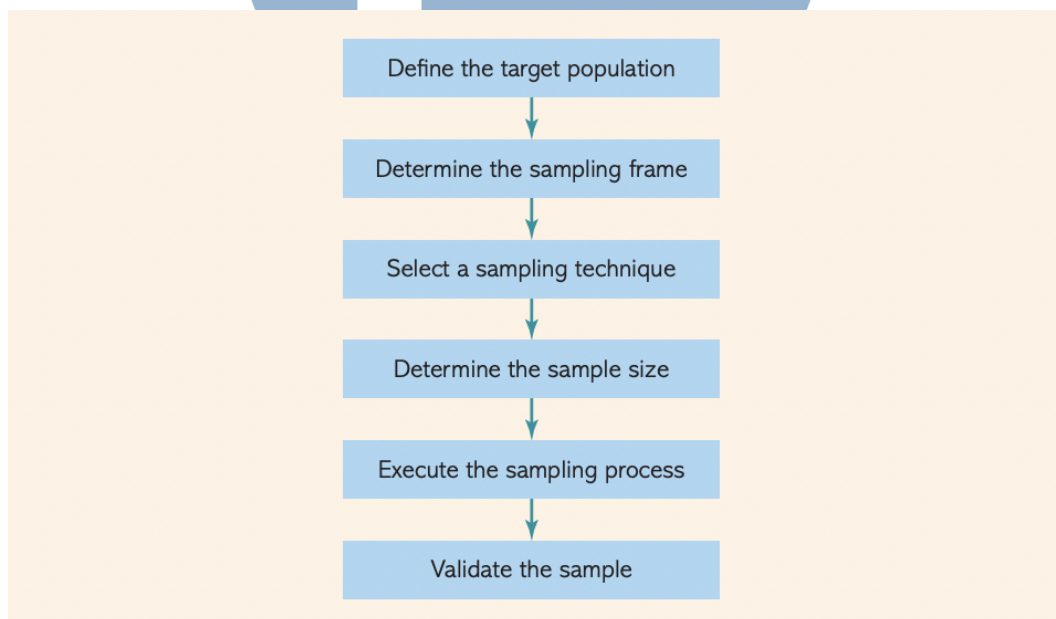 Define the target population
Determine the sampling frame
Select a sampling technique
Determine the sample size
Execute the sampling process
Validate the sample